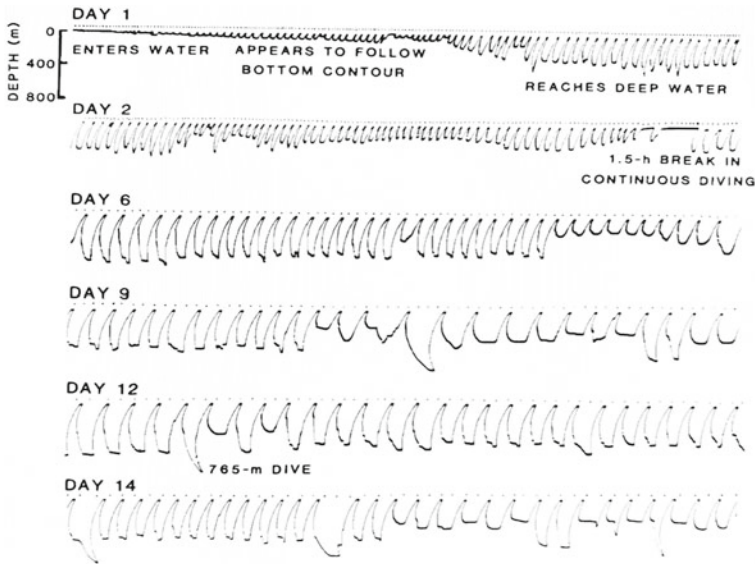 DAY 1
DEPTH (m)
0
400
800
ENTERS WATER
APPEARS TO FOLLOW
BOTTOM CONTOUR
REACHES DEEP WATER
DAY 2
1.5-h BREAK IN
CONTINUOUS DIVING
DAY 6
DAY 9
DAY 12
765-m DIVE
DAY 14